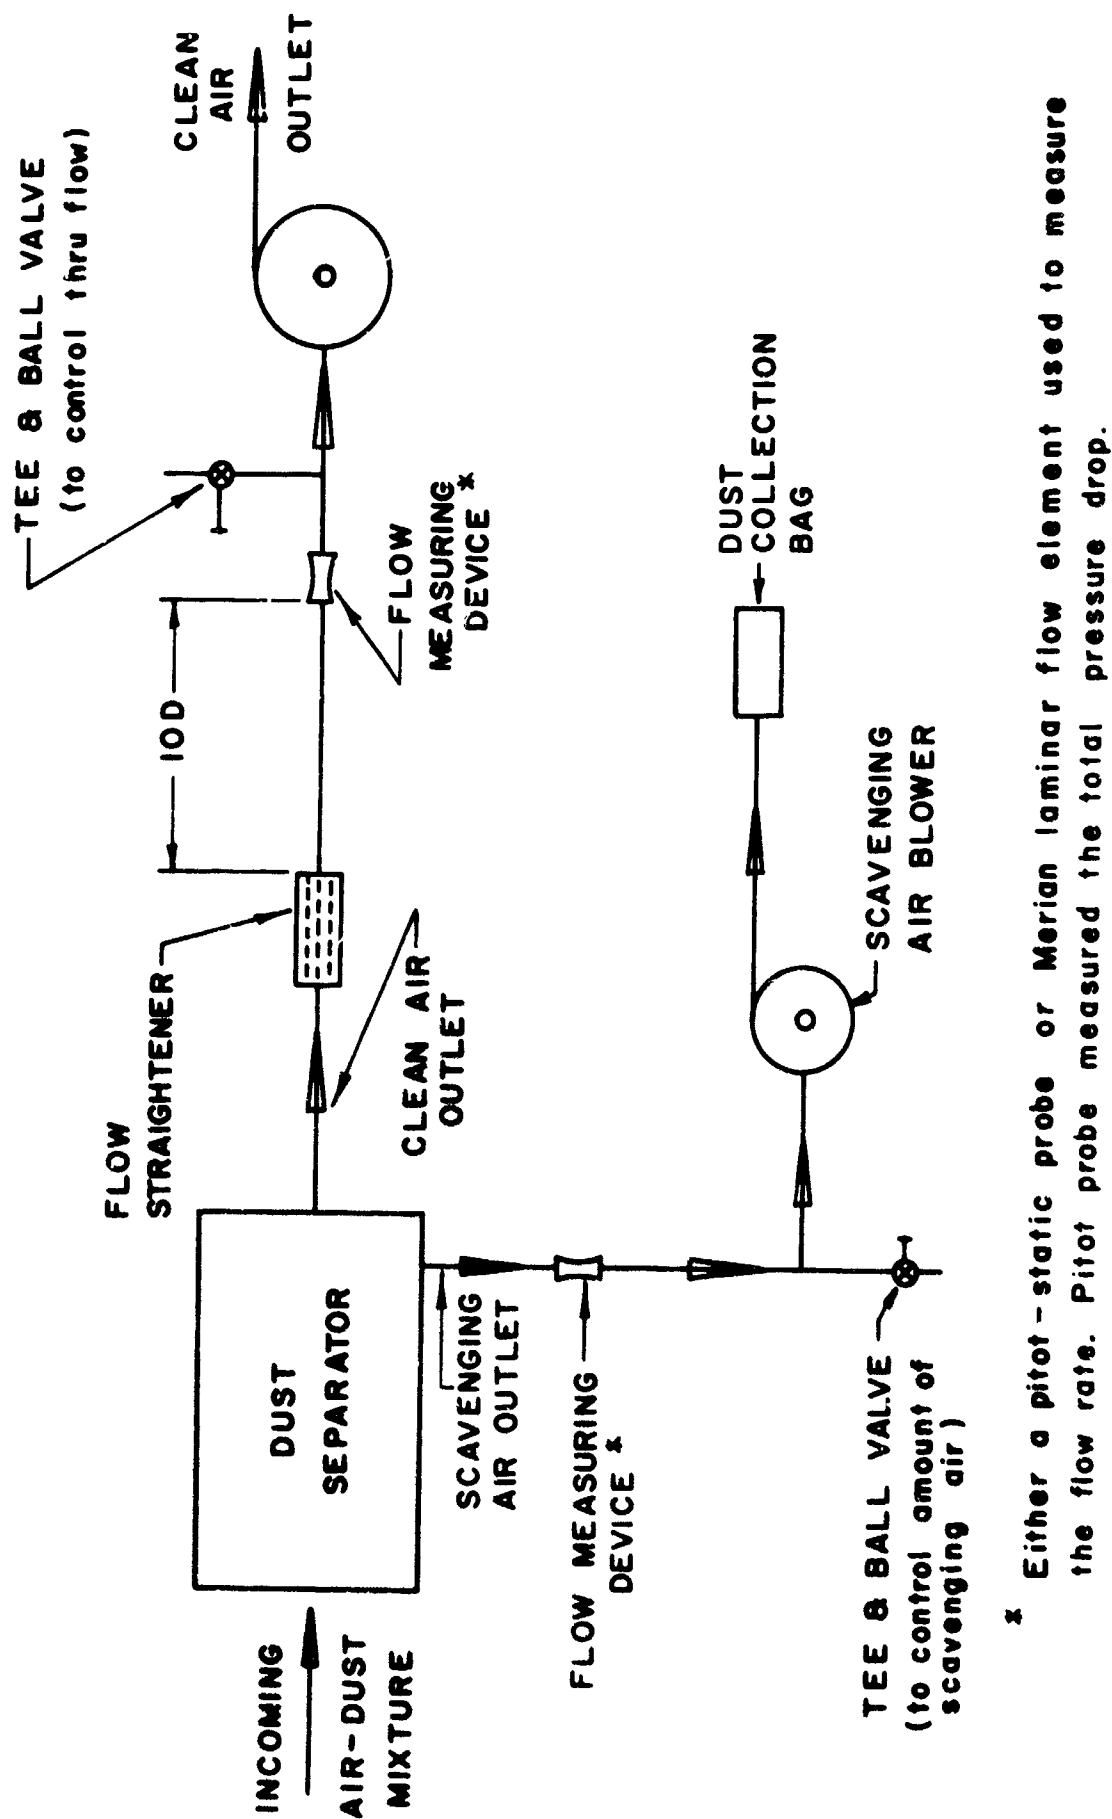 TEE & BALL VALVE
(to control thru flow)
CLEAN
AIR
OUTLET
FLOW
STRAIGHTENER
10D
FLOW
MEASURING
DEVICE *
CLEAN AIR
OUTLET
INCOMING
AIR-DUST
MIXTURE
DUST
SEPARATOR
SCAVENGING
AIR OUTLET
FLOW MEASURING
DEVICE *
DUST
COLLECTION
BAG
SCAVENGING
AIR BLOWER
TEE & BALL VALVE
(to control amount of
scavenging air)
* Either a pitot-static probe or Merian laminar flow element used to measure
the flow rate. Pitot probe measured the total pressure drop.